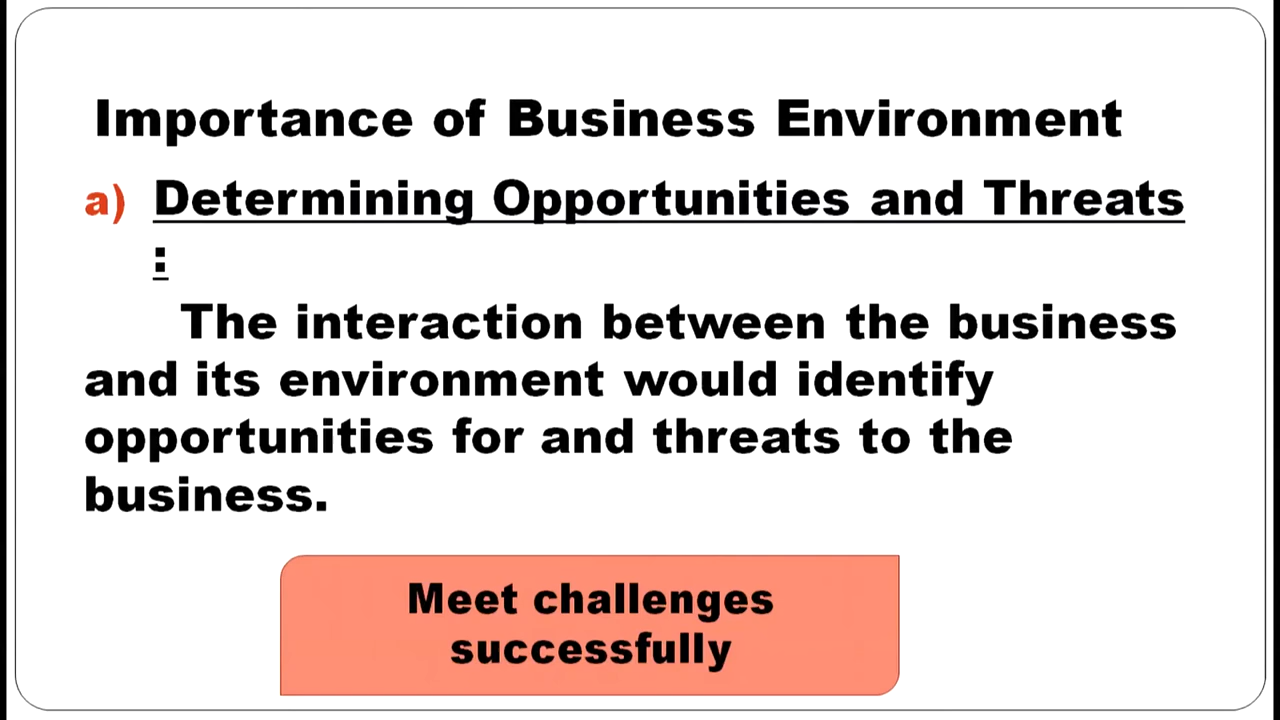 Importance of Business Environment
a) Determining Opportunities and Threats
:
The interaction between the business
and its environment would identify
opportunities for and threats to the
business.
Meet challenges
successfully